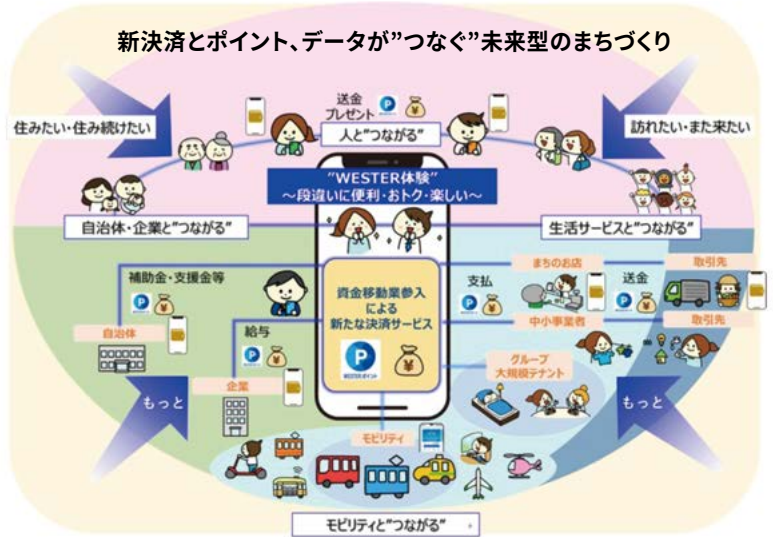 新決済とポイント、データが”つなぐ”未来型のまちづくり
住みたい・住み続けたい
送金
プレゼント
人と”つながる”
訪れたい・また来たい
”WESTER体験”
～段違いに便利・おトク・楽しい～
自治体・企業と”つながる”
生活サービスと”つながる”
補助金・支援金等
自治体
給与
企業
資金移動業参入
による
新たな決済サービス
WESTERポイント
支払
まちのお店
中小事業者
送金
取引先
取引先
グループ
大規模テナント
もっと
もっと
モビリティ
モビリティと”つながる”